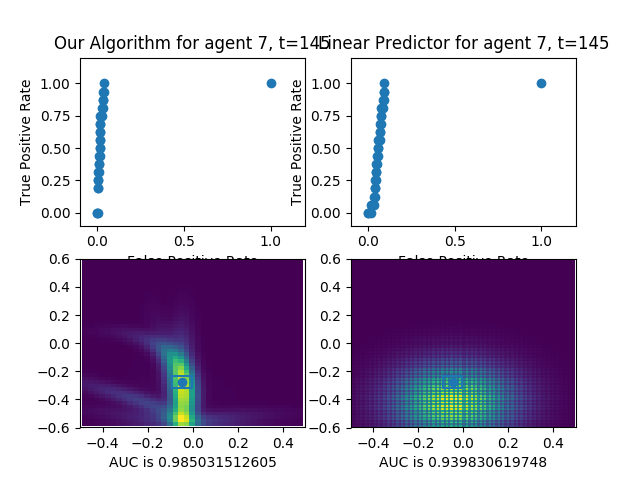 Our Algorithm for agent 7, t=145
Linear Predictor for agent 7, t=145
True Positive Rate
1.00
0.75
0.50
0.25
0.00
0.0 0.5 1.0
False Positive Rate
True Positive Rate
1.00
0.75
0.50
0.25
0.00
0.0 0.5 1.0
False Positive Rate
0.6
0.4
0.2
0.0
−0.2
−0.4
−0.6
−0.4 −0.2 0.0 0.2 0.4
AUC is 0.985031512605
0.6
0.4
0.2
0.0
−0.2
−0.4
−0.6
−0.4 −0.2 0.0 0.2 0.4
AUC is 0.939830619748